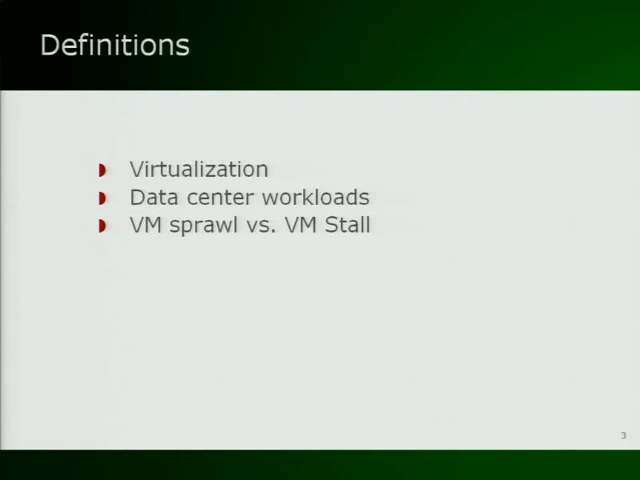 Definitions
Virtualization
Data center workloads
VM sprawl vs. VM Stall
3